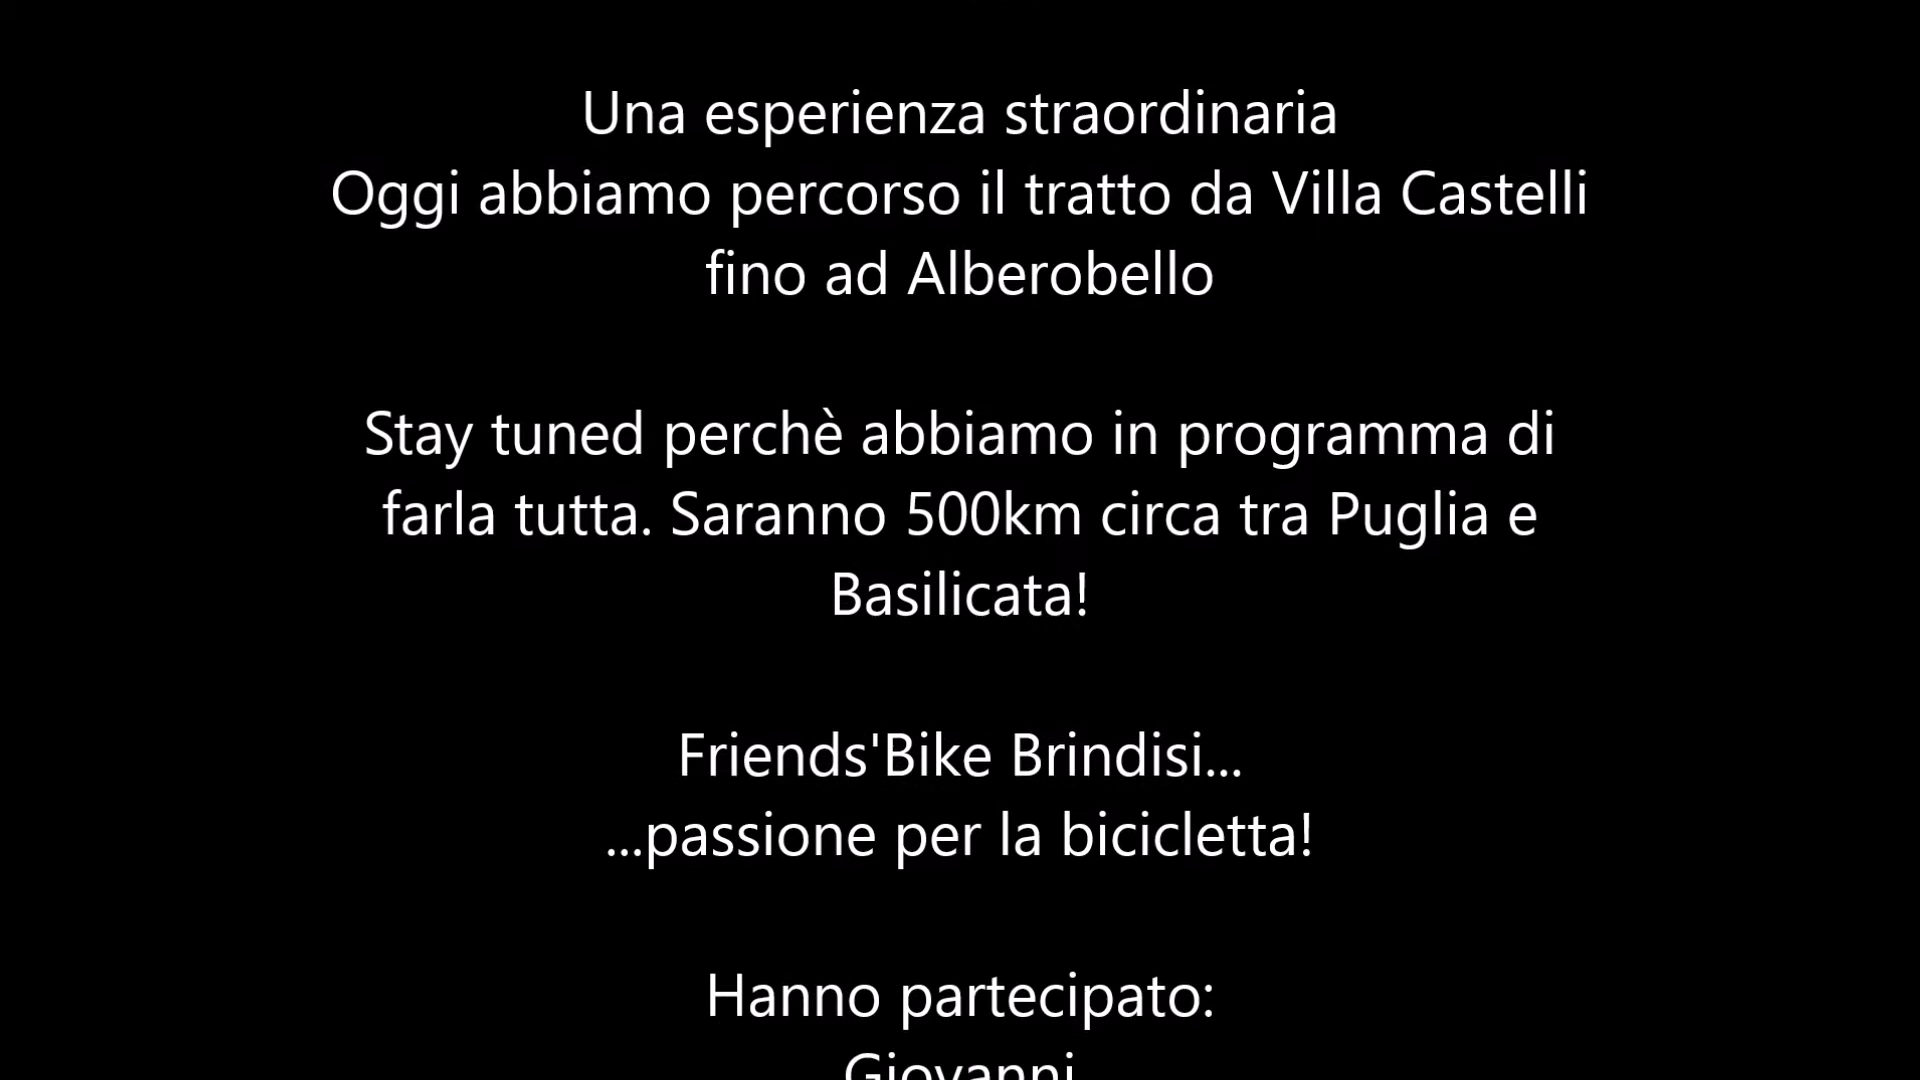 Una esperienza straordinaria
Oggi abbiamo percorso il tratto da Villa Castelli
fino ad Alberobello
Stay tuned perchè abbiamo in programma di
farla tutta. Saranno 500km circa tra Puglia e
Basilicata!
Friends'Bike Brindisi...
...passione per la bicicletta!
Hanno partecipato:
Giovanni